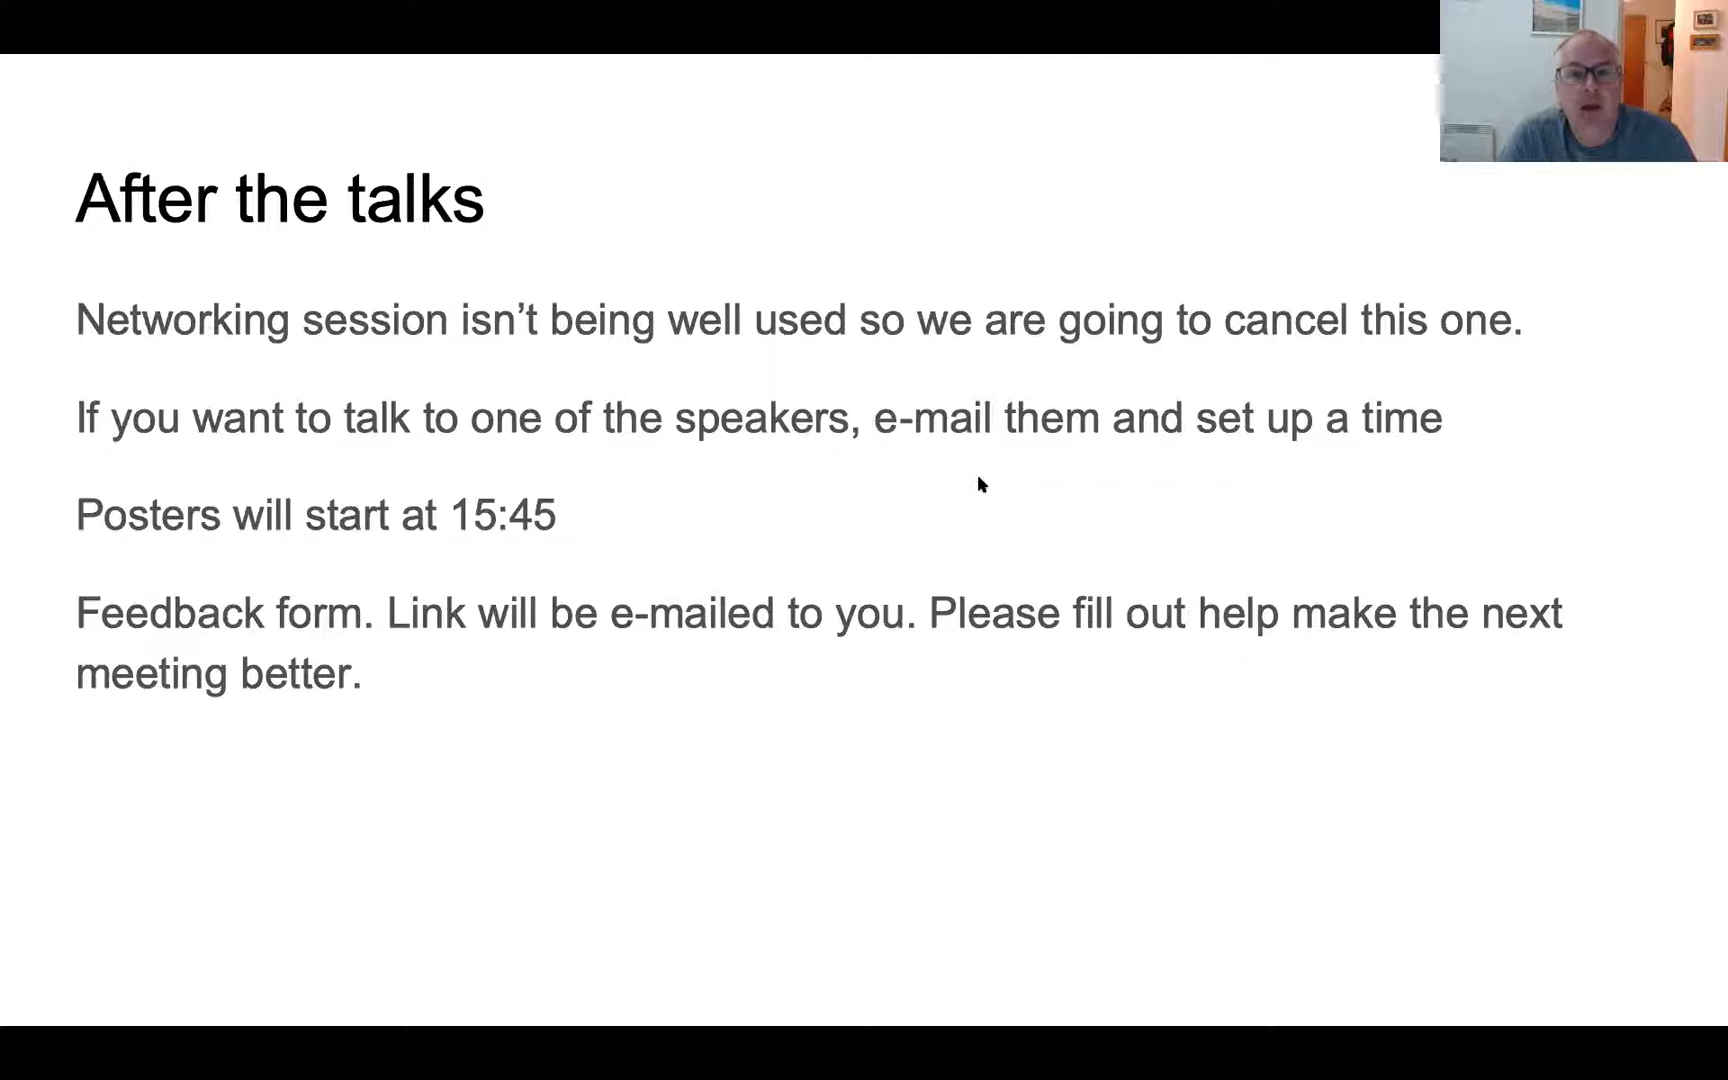 After the talks
Networking session isn’t being well used so we are going to cancel this one.
If you want to talk to one of the speakers, e-mail them and set up a time
Posters will start at 15:45
Feedback form. Link will be e-mailed to you. Please fill out help make the next
meeting better.